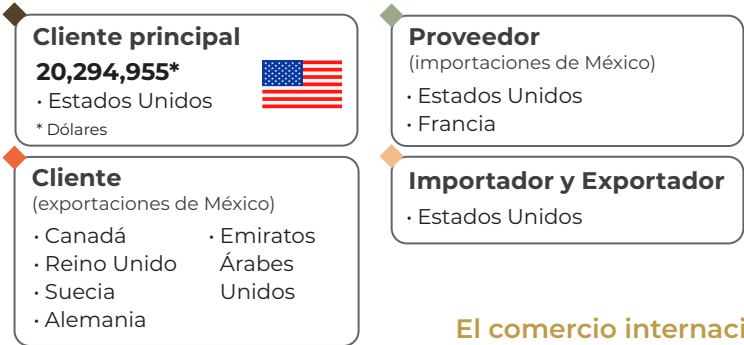 Cliente principal
20,294,955*
· Estados Unidos
* Dólares
Cliente
(exportaciones de México)
· Canadá
· Reino Unido
· Suecia
· Alemania
· Emiratos
Árabes
Unidos
Proveedor
(importaciones de México)
· Estados Unidos
· Francia
Importador y Exportador
· Estados Unidos
El comercio internaci